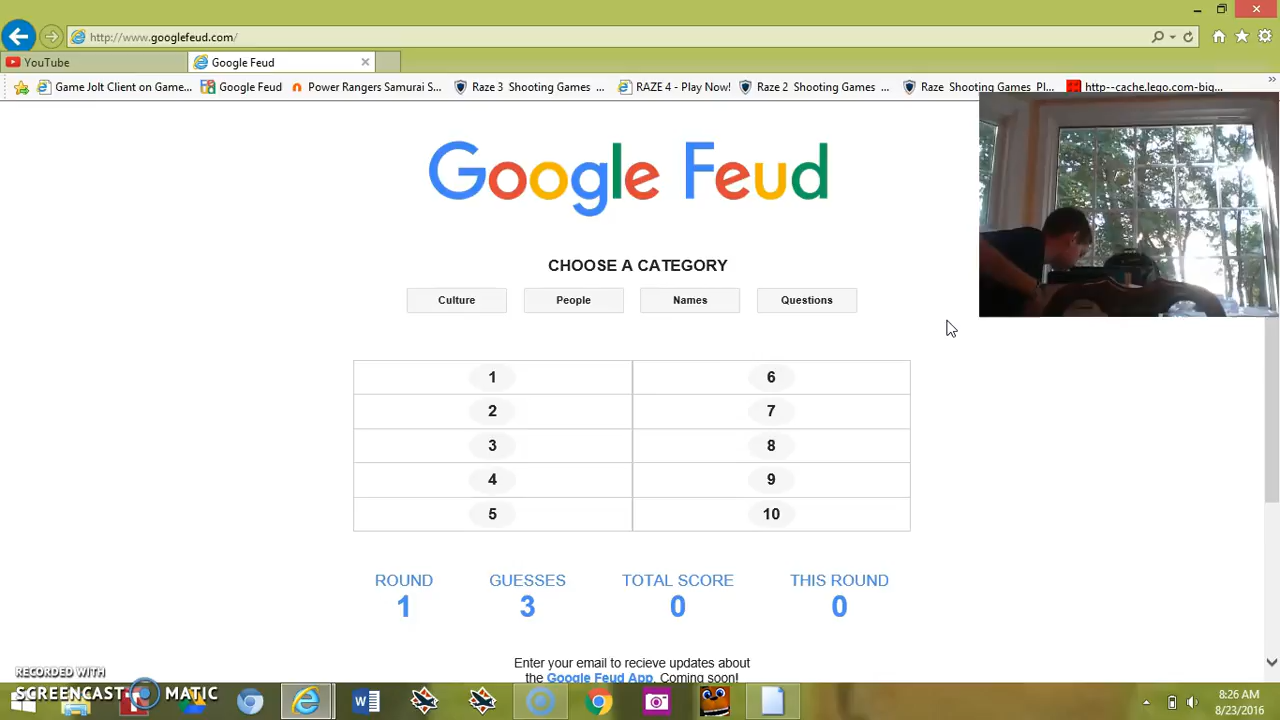 http://www.googlefeud.com/
YouTube
Google Feud
Game Jolt Client on Game...
Google Feud
Power Rangers Samurai S...
Raze 3 Shooting Games ...
RAZE 4 - Play Now!
Raze 2 Shooting Games ...
Raze Shooting Games Pl...
http--cache.lego.com-big...
Google Feud
CHOOSE A CATEGORY
Culture
People
Names
Questions
1
6
2
7
3
8
4
9
5
10
ROUND
GUESSES
TOTAL SCORE
THIS ROUND
1
3
0
0
Enter your email to recieve updates about
the Google Feud App. Coming soon!
RECORDED WITH
SCREENCAST MATIC
8:26 AM
8/23/2016